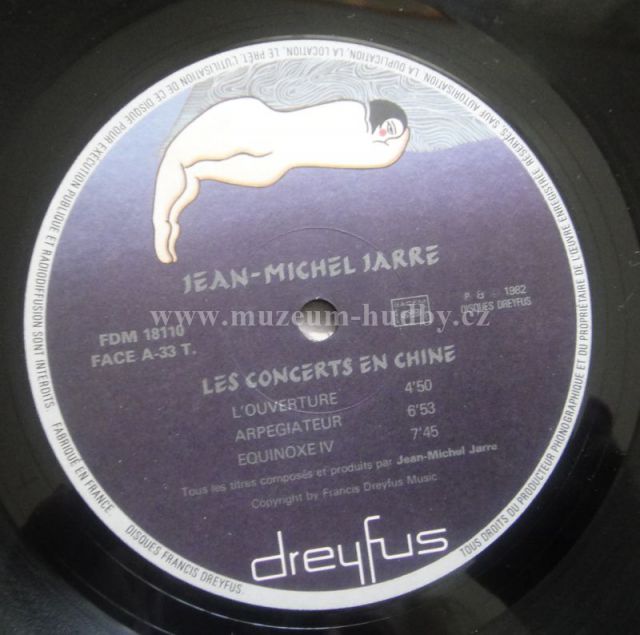 TOUS DROITS DU PRODUCTEUR PHONOGRAPHIQUE ET DU PROPRIÉTAIRE DE L'ŒUVRE ENREGISTRÉE RÉSERVÉS. SAUF AUTORISATION, LA DUPLICATION, LA LOCATION, LE PRÊT, L'UTILISATION DE CE DISQUE POUR EXÉCUTION PUBLIQUE ET RADIODIFFUSION SONT INTERDITS. FABRIQUÉ EN FRANCE. DISQUES FRANCIS DREYFUS.
JEAN-MICHEL JARRE
P & 1982
DISQUES DREYFUS
www.muzeum-hudby.cz
FDM 18110
FACE A-33 T.
LES CONCERTS EN CHINE
L'OUVERTURE 4'50
ARPEGIATEUR 6'53
EQUINOXE IV 7'45
Tous les titres composés et produits par Jean-Michel Jarre
Copyright by Francis Dreyfus Music
dreyfus